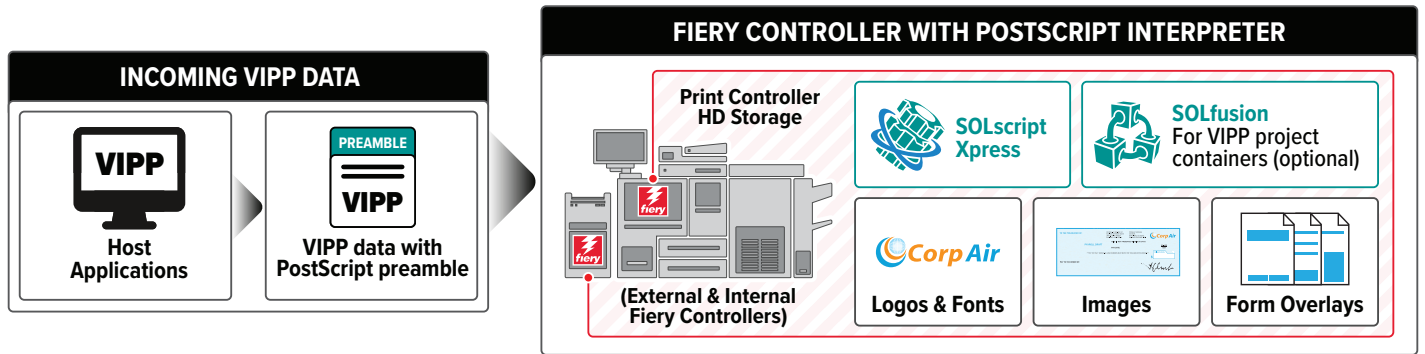 INCOMING VIPP DATA
VIPP
Host
Applications
PREAMBLE
VIPP
VIPP data with
PostScript preamble
FIERY CONTROLLER WITH POSTSCRIPT INTERPRETER
Print Controller
HD Storage
fiery
fiery
(External & Internal
Fiery Controllers)
SOLscript
Xpress
SOLfusion
For VIPP project
containers (optional)
Corp Air
Logos & Fonts
Corp Air
Images
Form Overlays